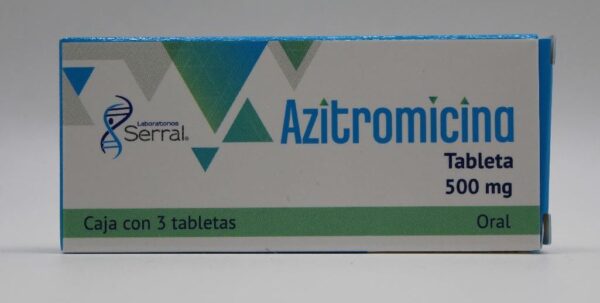 Laboratorios
Serral®
Azitromicina
Tableta
500 mg
Caja con 3 tabletas
Oral